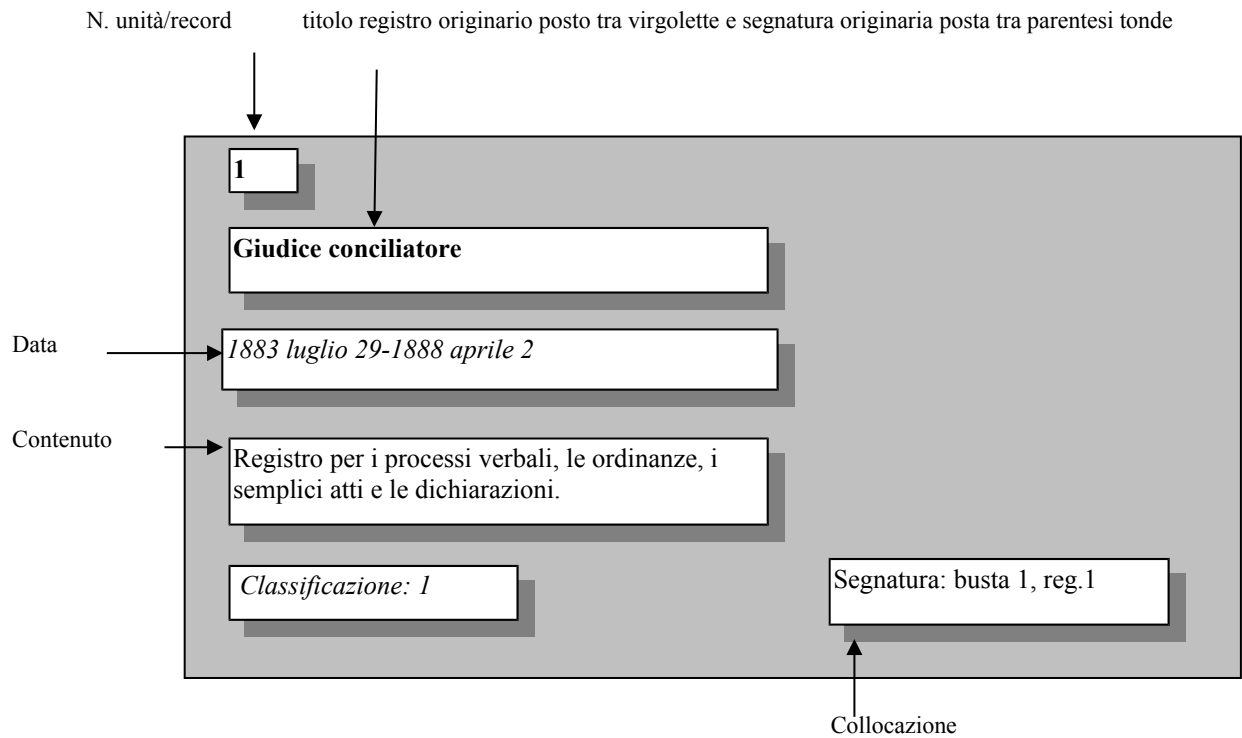 N. unità/record titolo registro originario posto tra virgolette e segnatura originaria posta tra parentesi tonde
1
Giudice conciliatore
Data
1883 luglio 29-1888 aprile 2
Contenuto
Registro per i processi verbali, le ordinanze, i
semplici atti e le dichiarazioni.
Classificazione: 1
Segnatura: busta 1, reg.1
Collocazione